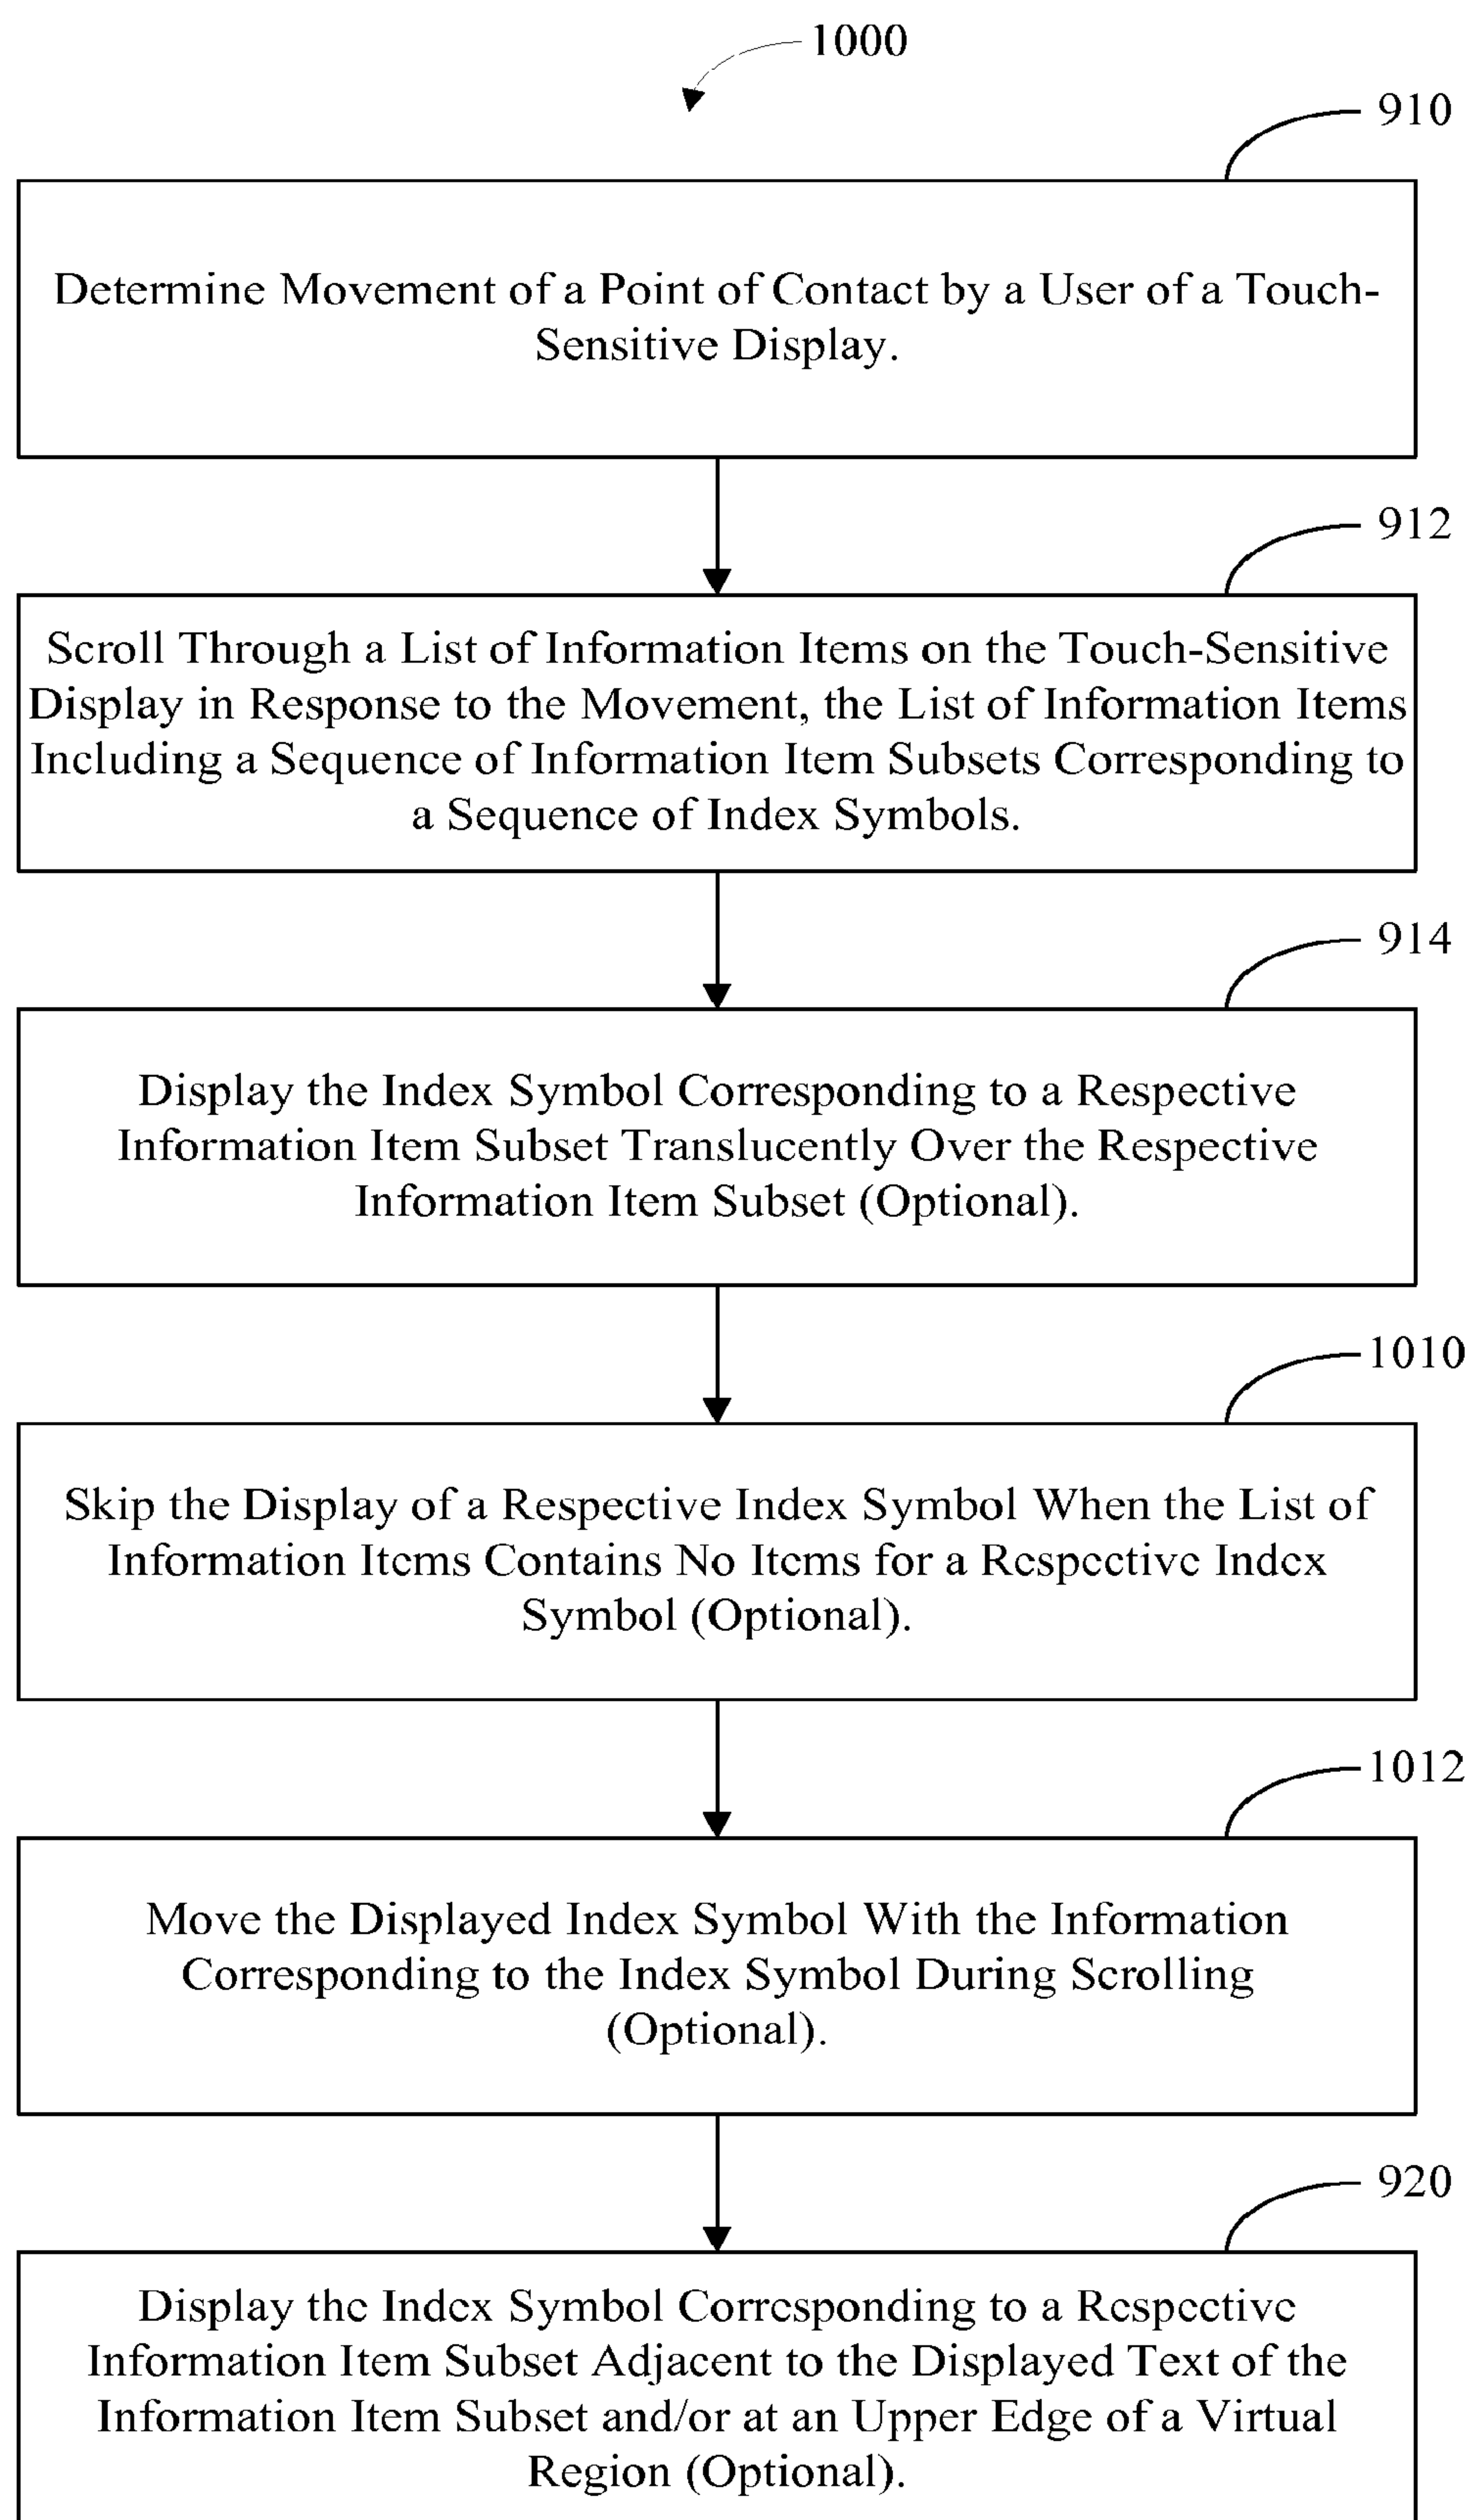 1000
910
Determine Movement of a Point of Contact by a User of a Touch-
Sensitive Display.
912
Scroll Through a List of Information Items on the Touch-Sensitive
Display in Response to the Movement, the List of Information Items
Including a Sequence of Information Item Subsets Corresponding to
a Sequence of Index Symbols.
914
Display the Index Symbol Corresponding to a Respective
Information Item Subset Translucently Over the Respective
Information Item Subset (Optional).
1010
Skip the Display of a Respective Index Symbol When the List of
Information Items Contains No Items for a Respective Index
Symbol (Optional).
1012
Move the Displayed Index Symbol With the Information
Corresponding to the Index Symbol During Scrolling
(Optional).
920
Display the Index Symbol Corresponding to a Respective
Information Item Subset Adjacent to the Displayed Text of the
Information Item Subset and/or at an Upper Edge of a Virtual
Region (Optional).